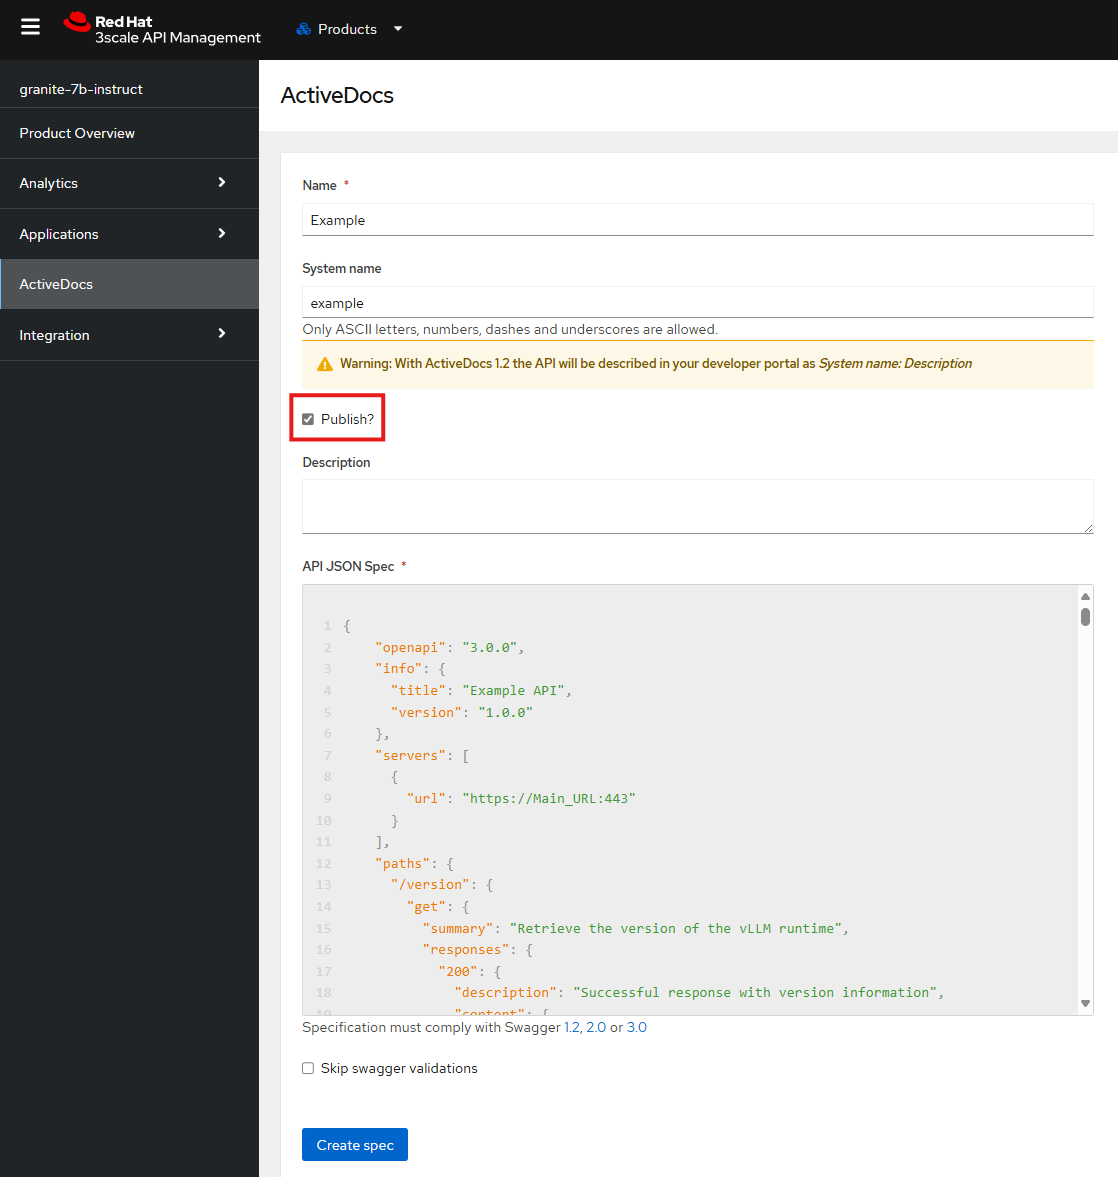 Red Hat
3scale API Management
Products
granite-7b-instruct
Product Overview
Analytics
Applications
ActiveDocs
Integration
ActiveDocs
Name *
Example
System name
example
Only ASCII letters, numbers, dashes and underscores are allowed.
Warning: With ActiveDocs 1.2 the API will be described in your developer portal as System name: Description
Publish?
Description
API JSON Spec *
1 {
2 "openapi": "3.0.0",
3 "info": {
4 "title": "Example API",
5 "version": "1.0.0"
6 },
7 "servers": [
8 {
9 "url": "https://Main_URL:443"
10 }
11 ],
12 "paths": {
13 "/version": {
14 "get": {
15 "summary": "Retrieve the version of the vLLM runtime",
16 "responses": {
17 "200": {
18 "description": "Successful response with version information",
19 "content": {
Specification must comply with Swagger 1.2, 2.0 or 3.0
Skip swagger validations
Create spec